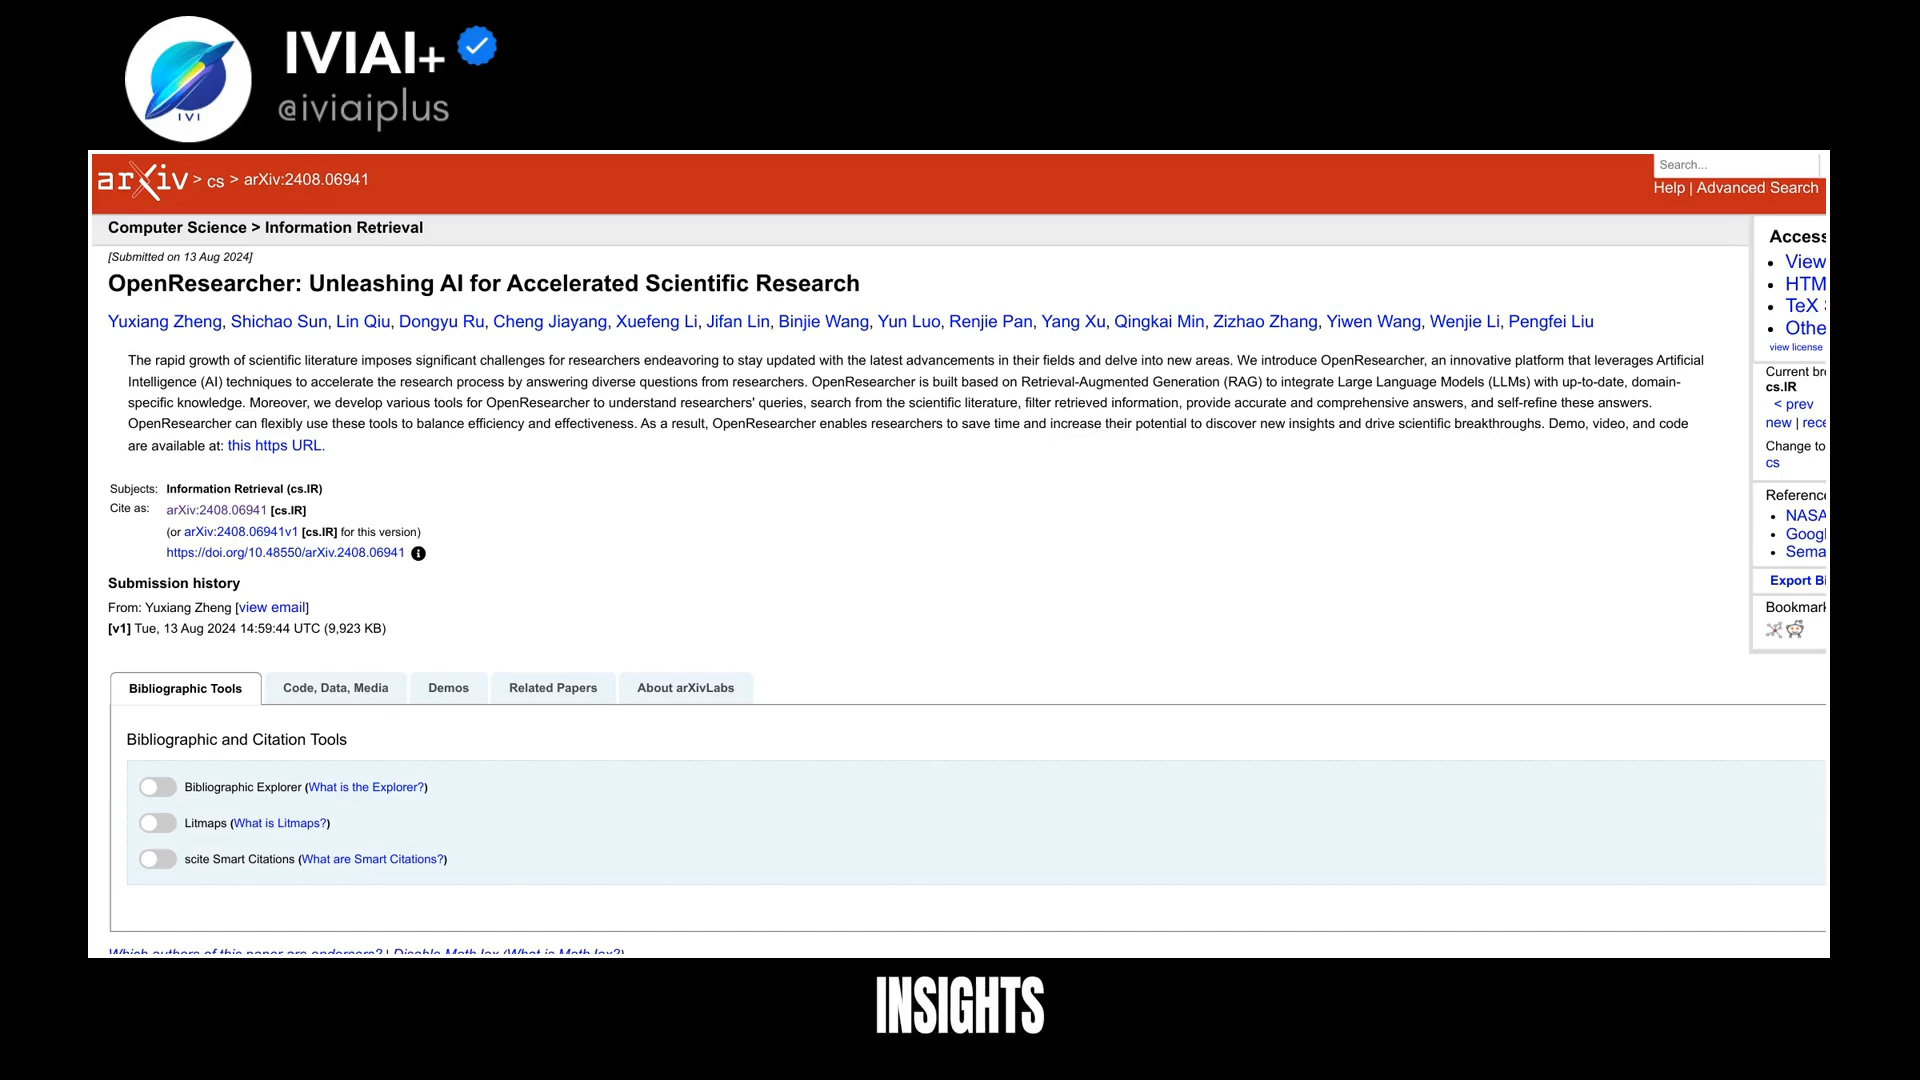 IVIAI+
@iviaiplus
IVI
arXiv > cs > arXiv:2408.06941
Search...
Help | Advanced Search
Computer Science > Information Retrieval
[Submitted on 13 Aug 2024]
OpenResearcher: Unleashing AI for Accelerated Scientific Research
Yuxiang Zheng, Shichao Sun, Lin Qiu, Dongyu Ru, Cheng Jiayang, Xuefeng Li, Jifan Lin, Binjie Wang, Yun Luo, Renjie Pan, Yang Xu, Qingkai Min, Zizhao Zhang, Yiwen Wang, Wenjie Li, Pengfei Liu
The rapid growth of scientific literature imposes significant challenges for researchers endeavoring to stay updated with the latest advancements in their fields and delve into new areas. We introduce OpenResearcher, an innovative platform that leverages Artificial
Intelligence (AI) techniques to accelerate the research process by answering diverse questions from researchers. OpenResearcher is built based on Retrieval-Augmented Generation (RAG) to integrate Large Language Models (LLMs) with up-to-date, domain-
specific knowledge. Moreover, we develop various tools for OpenResearcher to understand researchers' queries, search from the scientific literature, filter retrieved information, provide accurate and comprehensive answers, and self-refine these answers.
OpenResearcher can flexibly use these tools to balance efficiency and effectiveness. As a result, OpenResearcher enables researchers to save time and increase their potential to discover new insights and drive scientific breakthroughs. Demo, video, and code
are available at: this https URL.
Subjects: Information Retrieval (cs.IR)
Cite as: arXiv:2408.06941 [cs.IR]
(or arXiv:2408.06941v1 [cs.IR] for this version)
https://doi.org/10.48550/arXiv.2408.06941
Submission history
From: Yuxiang Zheng [view email]
[v1] Tue, 13 Aug 2024 14:59:44 UTC (9,923 KB)
Access
View
HTM
TeX
Othe
view license
Current br
cs.IR
< prev
new | rece
Change to
cs
Reference
NASA
Googl
Sema
Export Bi
Bookmark
Bibliographic Tools
Code, Data, Media
Demos
Related Papers
About arXivLabs
Bibliographic and Citation Tools
Bibliographic Explorer (What is the Explorer?)
Litmaps (What is Litmaps?)
scite Smart Citations (What are Smart Citations?)
Which authors of this paper are endorsers? | Disable MathJax (What is MathJax?)
INSIGHTS